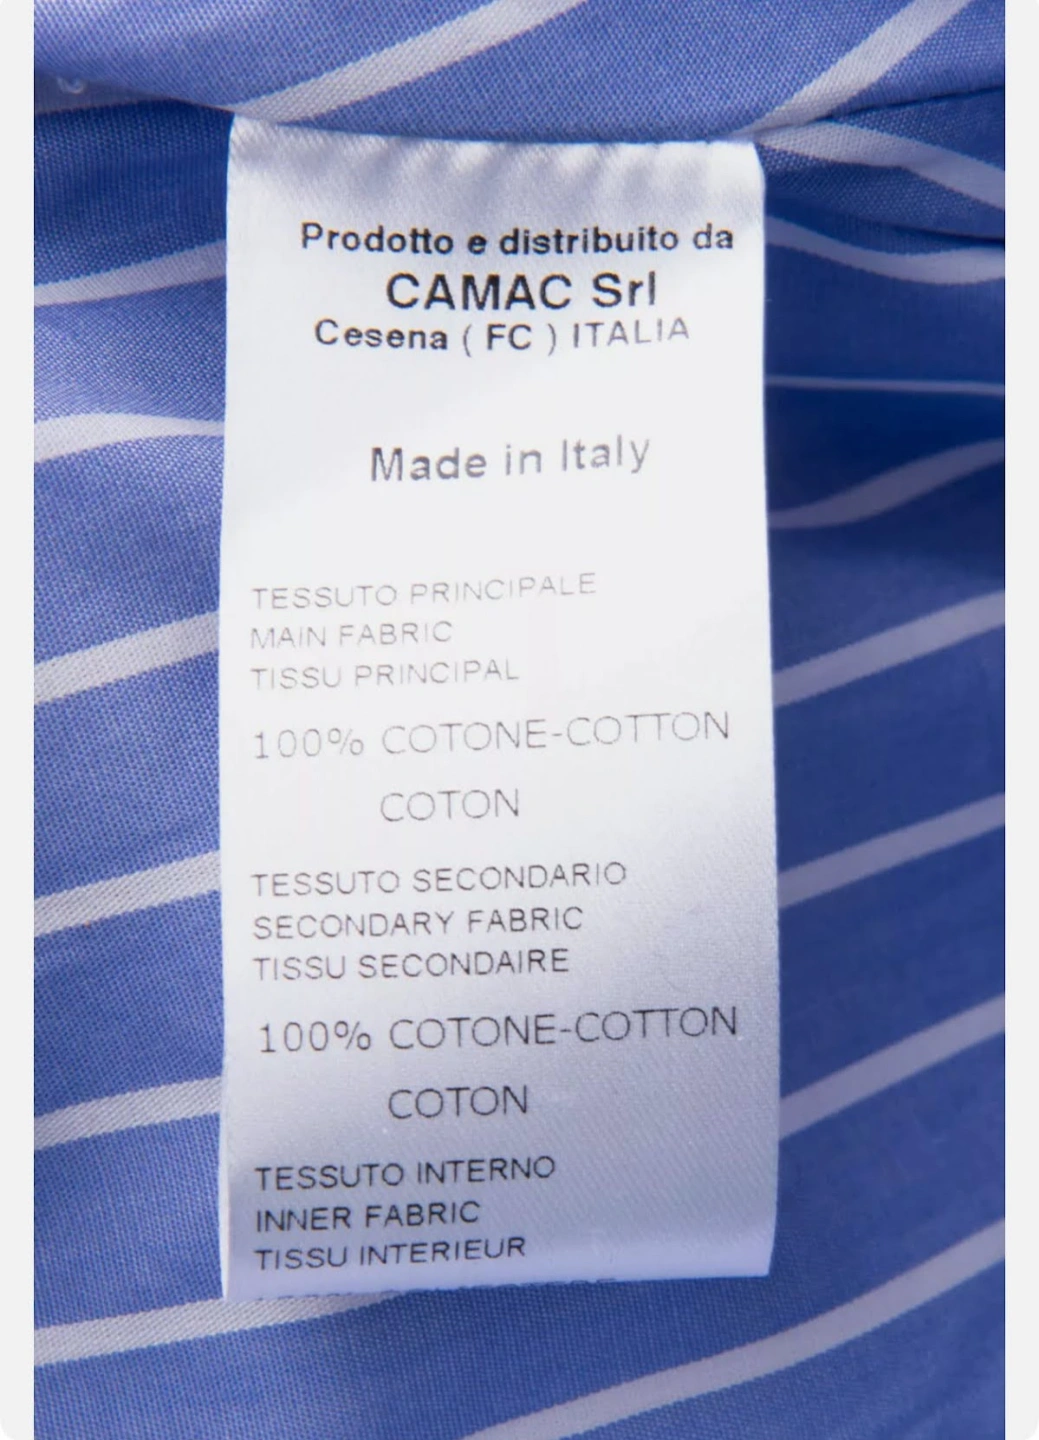 Prodotto e distribuito da
CAMAC Srl
Cesena ( FC ) ITALIA
Made in Italy
TESSUTO PRINCIPALE
MAIN FABRIC
TISSU PRINCIPAL
100% COTONE-COTTON
COTON
TESSUTO SECONDARIO
SECONDARY FABRIC
TISSU SECONDAIRE
100% COTONE-COTTON
COTON
TESSUTO INTERNO
INNER FABRIC
TISSU INTERIEUR